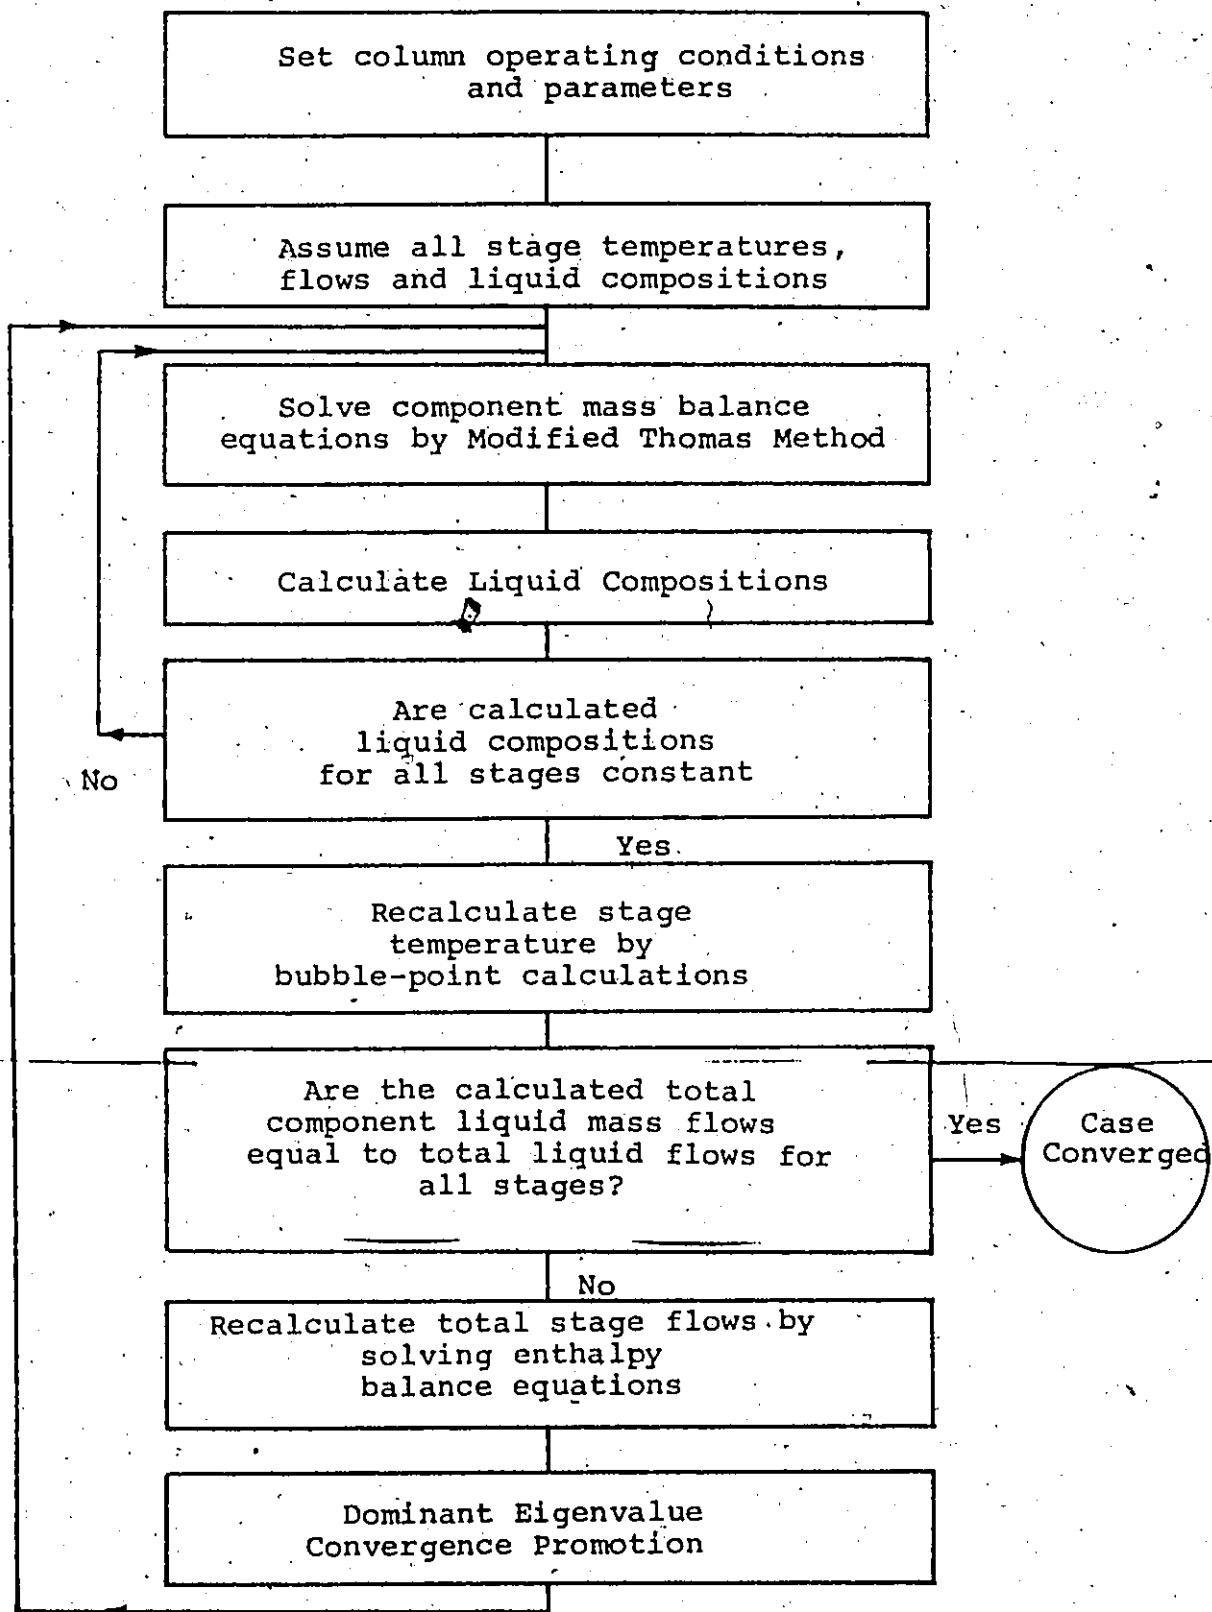 Set column operating conditions
and parameters
Assume all stage temperatures,
flows and liquid compositions
Solve component mass balance
equations by Modified Thomas Method
Calculate Liquid Compositions
Are calculated
liquid compositions
for all stages constant
No
Yes
Recalculate stage
temperature by
bubble-point calculations
Are the calculated total
component liquid mass flows
equal to total liquid flows for
all stages?
Yes
Case
Converged
No
Recalculate total stage flows by
solving enthalpy
balance equations
Dominant Eigenvalue
Convergence Promotion